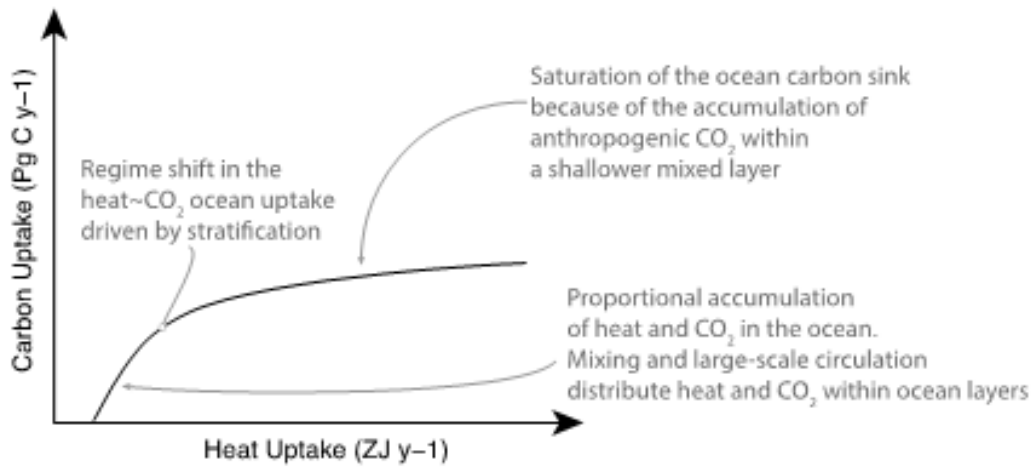 Carbon Uptake (Pg C y−1)
Saturation of the ocean carbon sink
because of the accumulation of
anthropogenic CO₂ within
a shallower mixed layer
Regime shift in the
heat~CO₂ ocean uptake
driven by stratification
Proportional accumulation
of heat and CO₂ in the ocean.
Mixing and large-scale circulation
distribute heat and CO₂ within ocean layers
Heat Uptake (ZJ y−1)